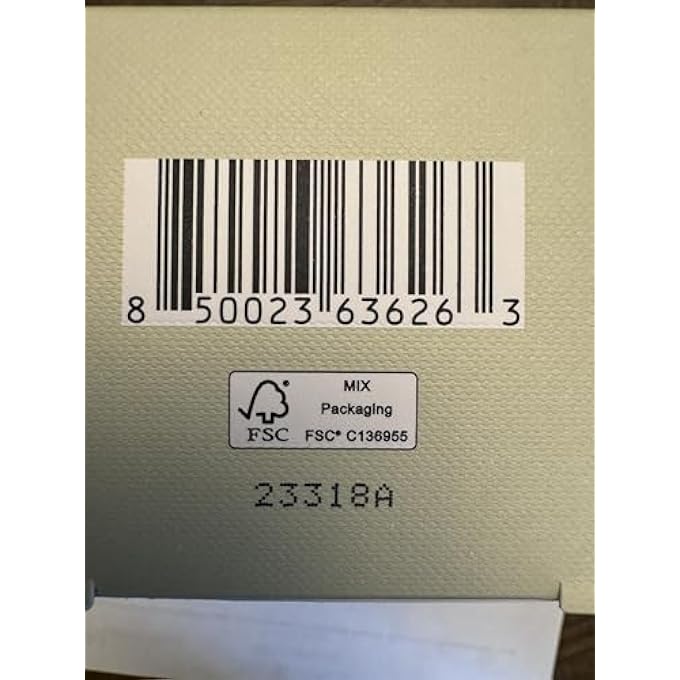 8 50023 63626 3
MIX
Packaging
FSC® FSC® C136955
23318A